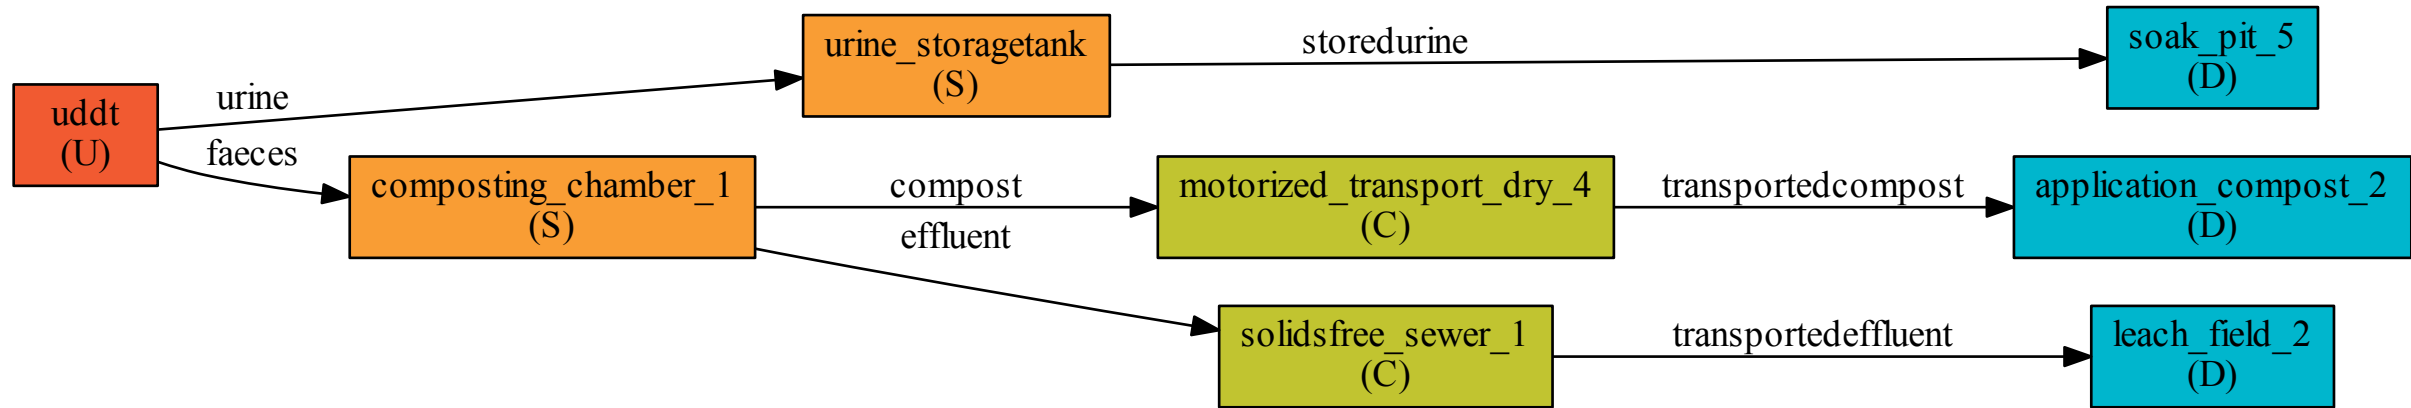 uddt
(U)
urine
faeces
urine_storagetank
(S)
storedurine
soak_pit_5
(D)
composting_chamber_1
(S)
compost
effluent
motorized_transport_dry_4
(C)
transportedcompost
application_compost_2
(D)
solidsfree_sewer_1
(C)
transportedeffluent
leach_field_2
(D)